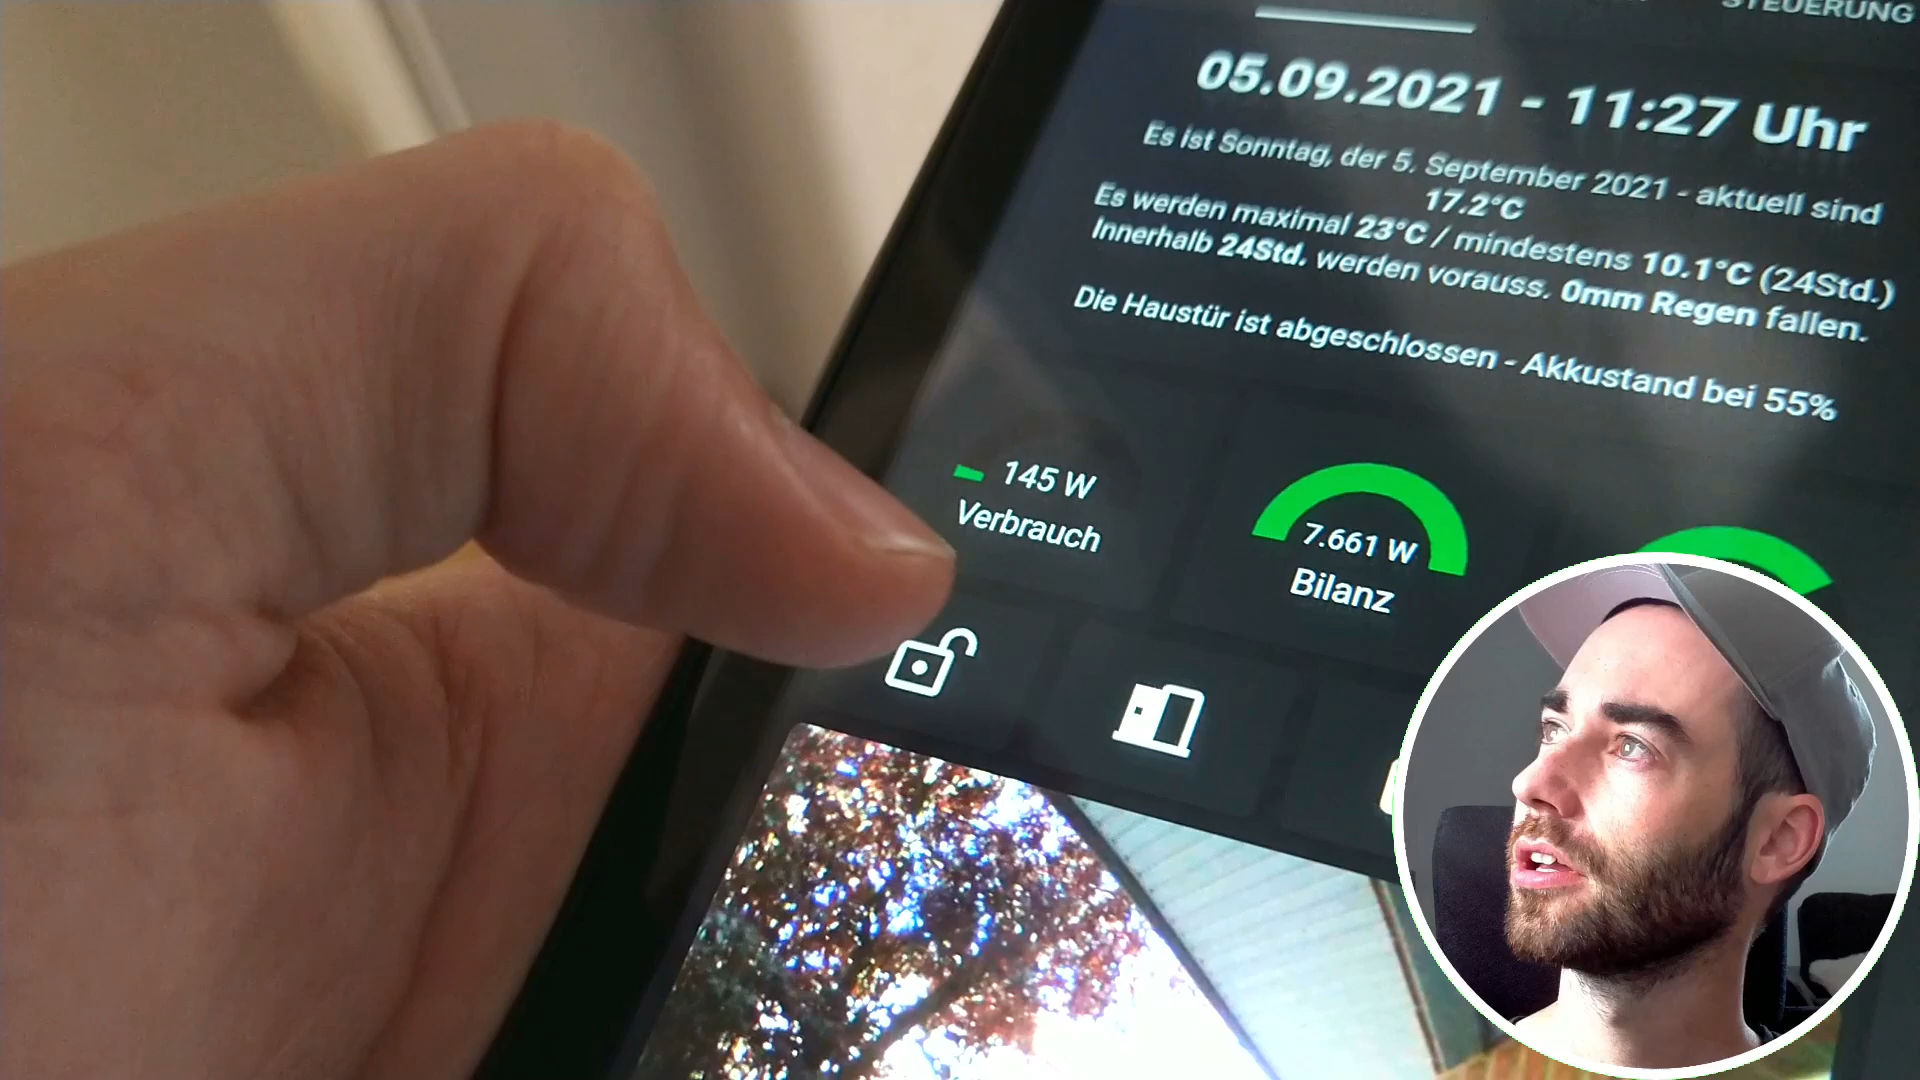 STEUERUNG
05.09.2021 - 11:27 Uhr
Es ist Sonntag, der 5. September 2021 - aktuell sind
17.2°C
Es werden maximal 23°C / mindestens 10.1°C (24Std.)
Innerhalb 24Std. werden vorauss. 0mm Regen fallen.
Die Haustür ist abgeschlossen - Akkustand bei 55%
145 W
Verbrauch
7.661 W
Bilanz